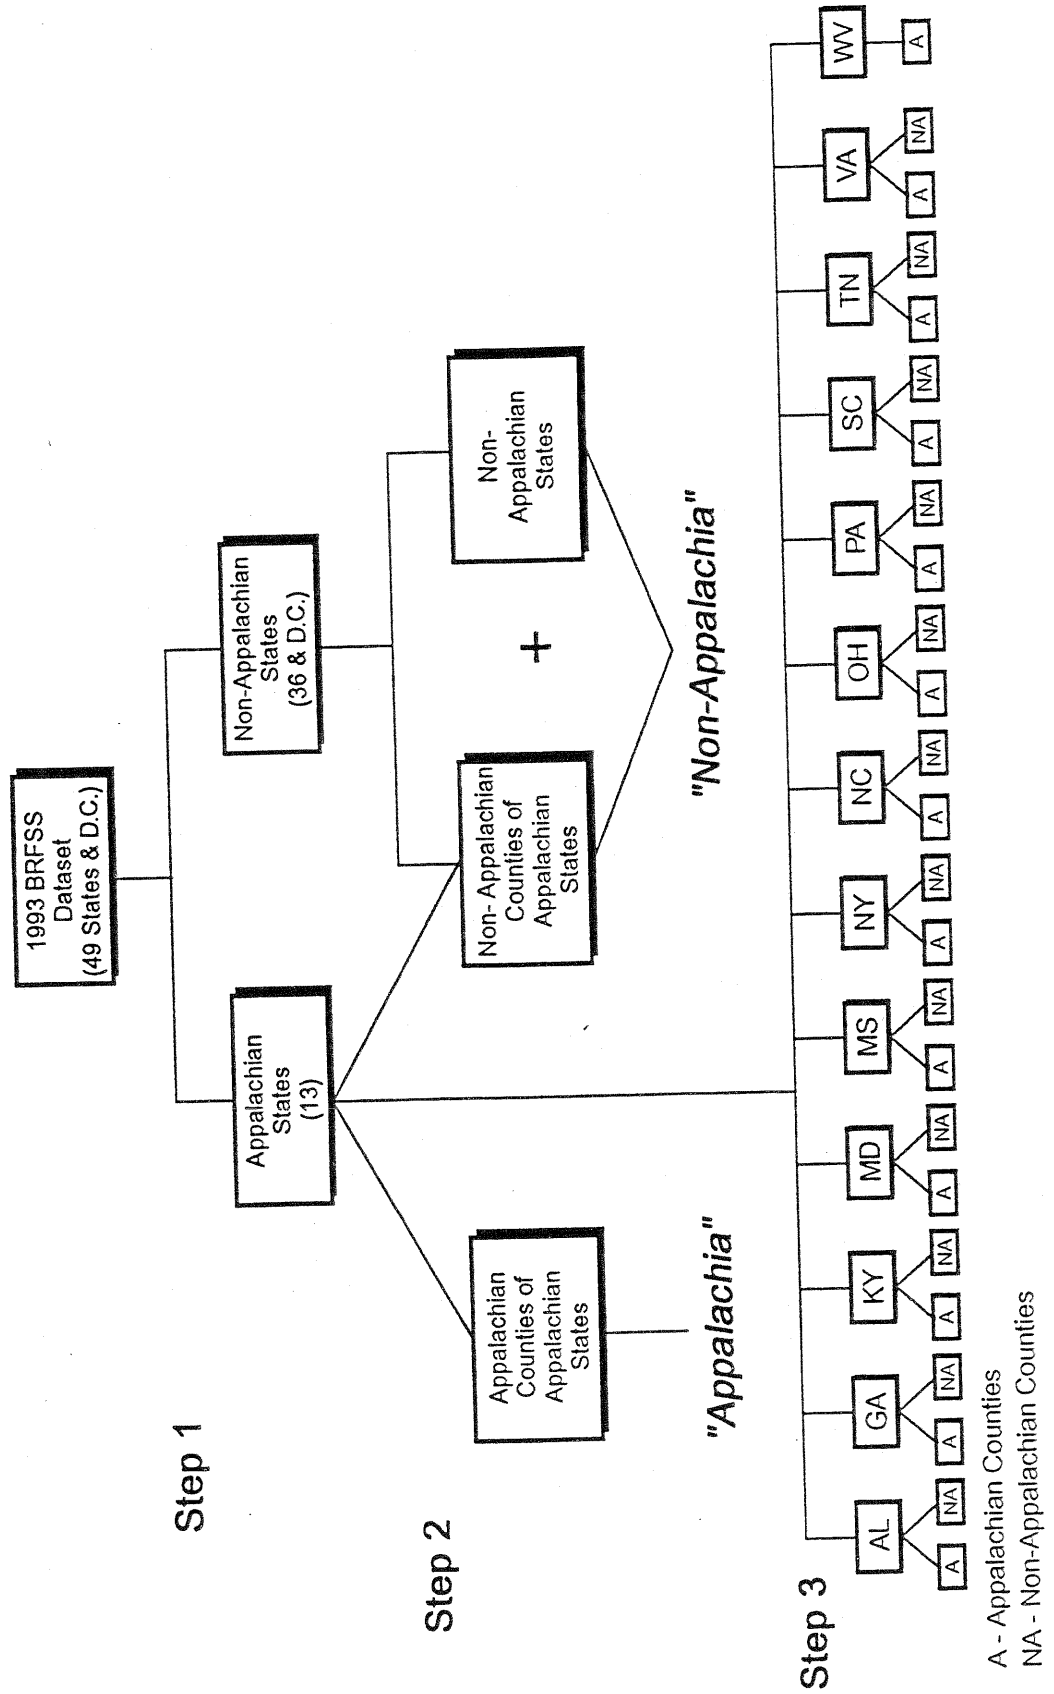 1993 BRFSS
Dataset
(49 States & D.C.)
Step 1
Appalachian
States
(13)
Non-Appalachian
States
(36 & D.C.)
Step 2
Appalachian
Counties of
Appalachian
States
Non- Appalachian
Counties of
Appalachian
States
+
Non-
Appalachian
States
"Appalachia"
"Non-Appalachia"
Step 3
AL
GA
KY
MD
MS
NY
NC
OH
PA
SC
TN
VA
WV
A NA
A NA
A NA
A NA
A NA
A NA
A NA
A NA
A NA
A NA
A NA
A NA
A
A - Appalachian Counties
NA - Non-Appalachian Counties